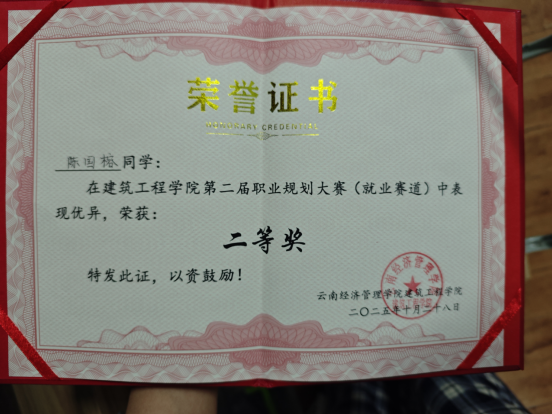 荣誉证书
HONORARY CREDENTIAL
陈国榕同学：
在建筑工程学院第二届职业规划大赛（就业赛道）中表
现优异，荣获：
二等奖
特发此证，以资鼓励！
云南经济管理学院建筑工程学院
二〇二五年十月二十八日